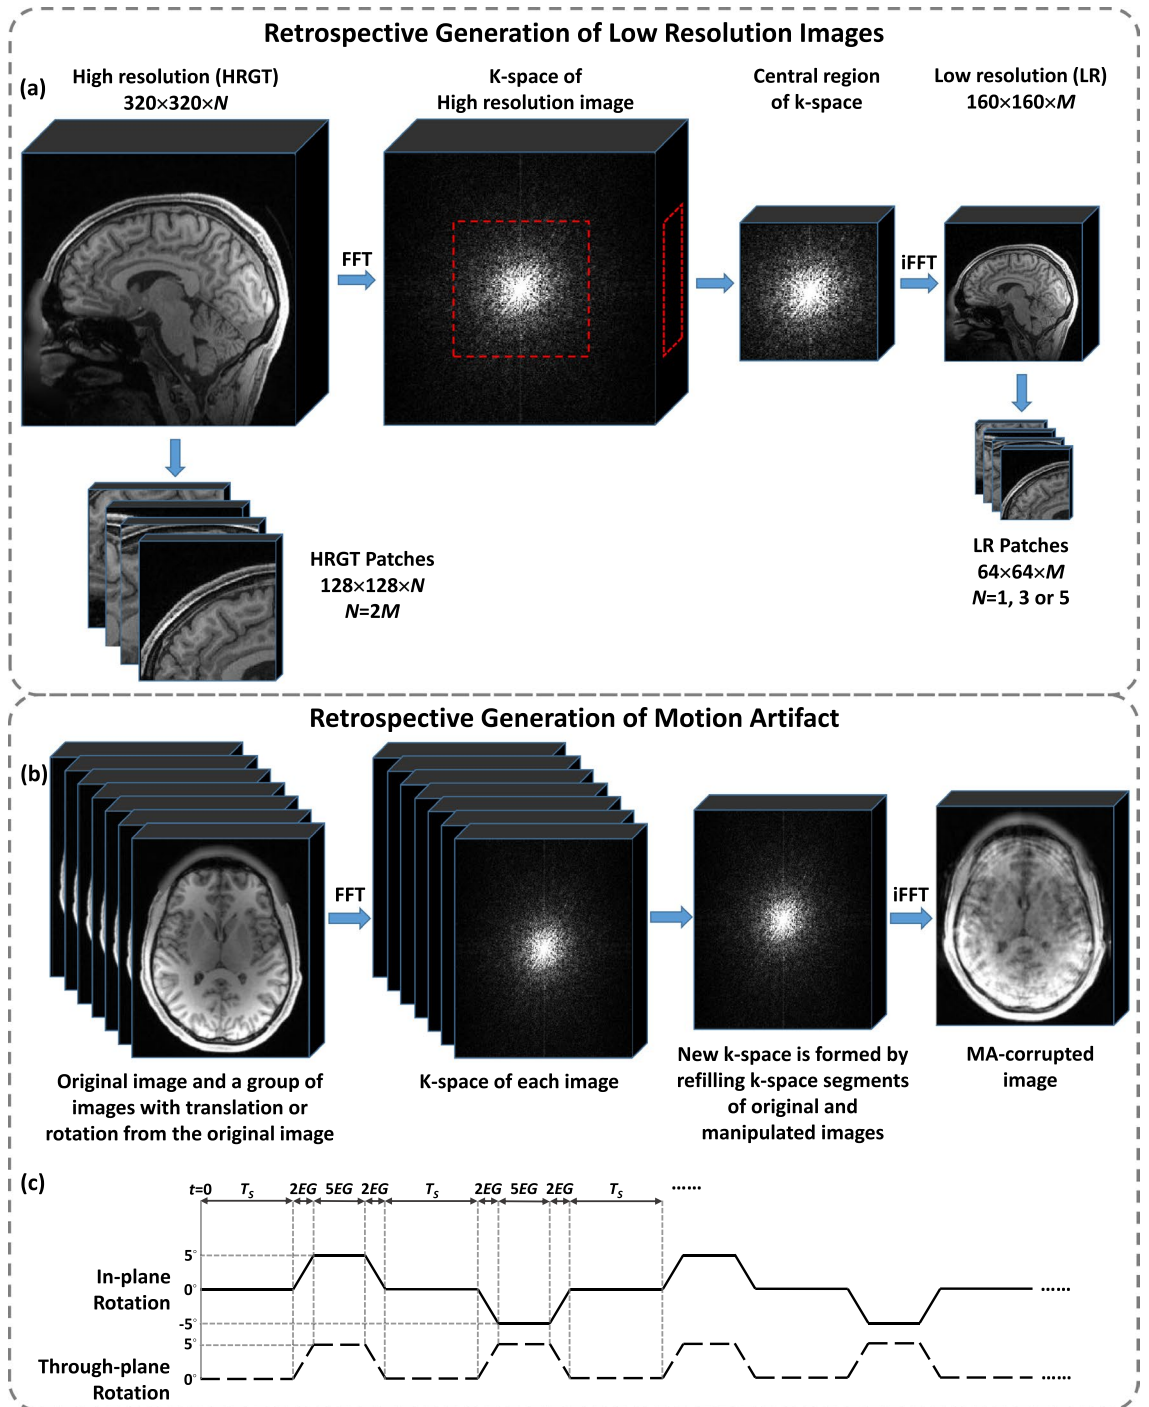 Retrospective Generation of Low Resolution Images
(a)
High resolution (HRGT)
320×320×N
K-space of
High resolution image
Central region
of k-space
Low resolution (LR)
160×160×M
FFT
iFFT
HRGT Patches
128×128×N
N=2M
LR Patches
64×64×M
N=1, 3 or 5
Retrospective Generation of Motion Artifact
(b)
FFT
iFFT
Original image and a group of
images with translation or
rotation from the original image
K-space of each image
New k-space is formed by
refilling k-space segments
of original and
manipulated images
MA-corrupted
image
(c)
t=0 Ts 2EG 5EG 2EG Ts 2EG 5EG 2EG Ts ......
In-plane
Rotation
5°
0°
-5°
......
Through-plane
Rotation
5°
0°
......